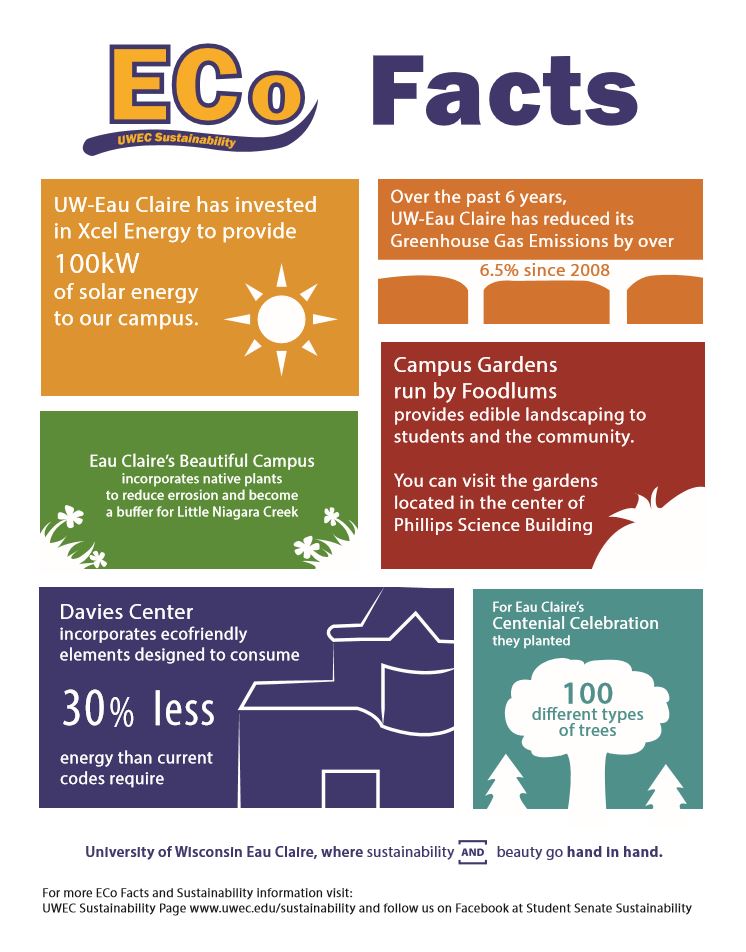 ECo Facts
UWEC Sustainability
UW-Eau Claire has invested
in Xcel Energy to provide
100kW
of solar energy
to our campus.
Over the past 6 years,
UW-Eau Claire has reduced its
Greenhouse Gas Emissions by over
6.5% since 2008
Campus Gardens
run by Foodlums
provides edible landscaping to
students and the community.
You can visit the gardens
located in the center of
Phillips Science Building
Eau Claire's Beautiful Campus
incorporates native plants
to reduce errosion and become
a buffer for Little Niagara Creek
Davies Center
incorporates ecofriendly
elements designed to consume
30% less
energy than current
codes require
For Eau Claire's
Centenial Celebration
they planted
100
different types
of trees
University of Wisconsin Eau Claire, where sustainability AND beauty go hand in hand.
For more ECo Facts and Sustainability information visit:
UWEC Sustainability Page www.uwec.edu/sustainability and follow us on Facebook at Student Senate Sustainability